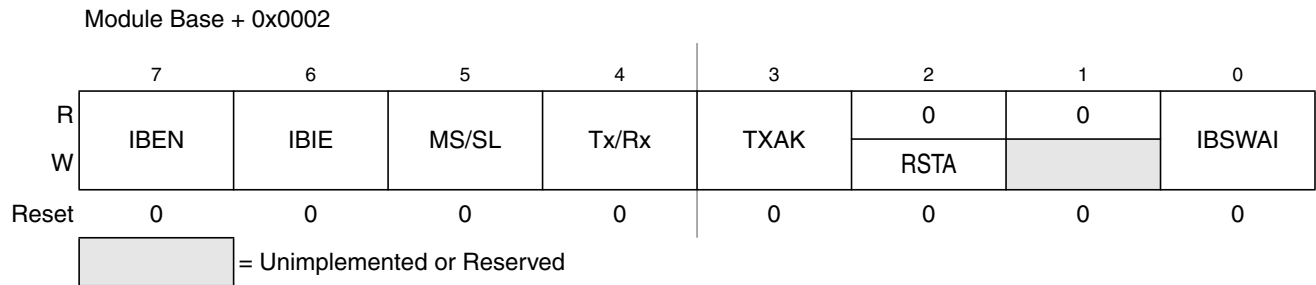 Module Base + 0x0002
7 6 5 4 3 2 1 0
R IBEN IBIE MS/SL Tx/Rx TXAK 0 0 IBSWAI
W RSTA
Reset 0 0 0 0 0 0 0 0
= Unimplemented or Reserved